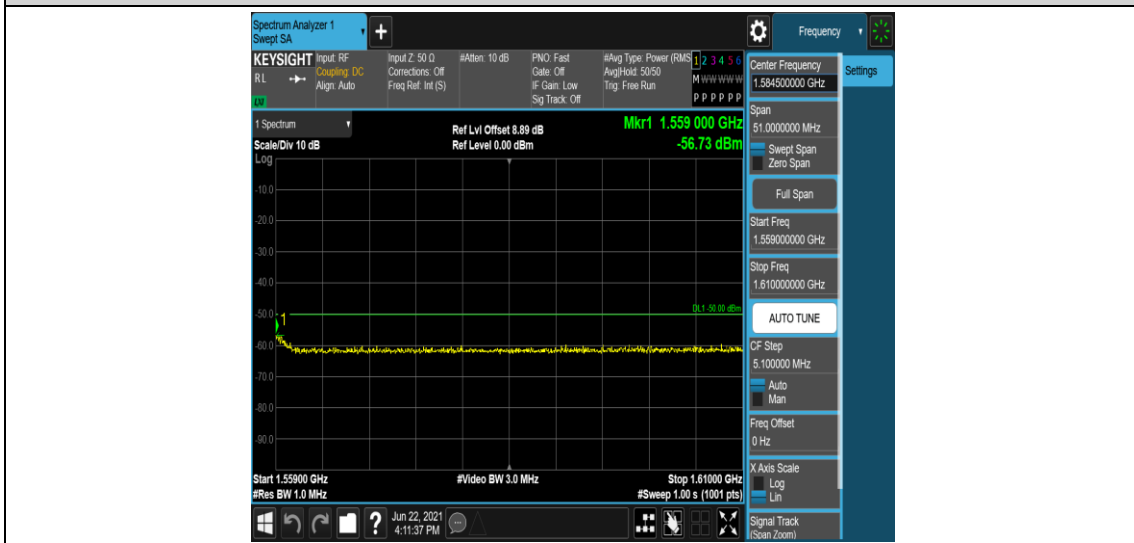 Spectrum Analyzer 1
Swept SA
+
Frequency
KEYSIGHT
RL
LXI
Input: RF
Coupling: DC
Align: Auto
Input Z: 50 Ω
Corrections: Off
Freq Ref: Int (S)
#Atten: 10 dB
PNO: Fast
Gate: Off
IF Gain: Low
Sig Track: Off
#Avg Type: Power (RMS
Avg|Hold: 50/50
Trig: Free Run
1 2 3 4 5 6
M W W W W W
P P P P P P
1 Spectrum
Scale/Div 10 dB
Ref Lvl Offset 8.89 dB
Ref Level 0.00 dBm
Mkr1 1.559 000 GHz
-56.73 dBm
Log
-10.0
-20.0
-30.0
-40.0
-50.0
-60.0
-70.0
-80.0
-90.0
1
DL1 -50.00 dBm
Start 1.55900 GHz
#Res BW 1.0 MHz
#Video BW 3.0 MHz
Stop 1.61000 GHz
#Sweep 1.00 s (1001 pts)
Center Frequency
1.584500000 GHz
Settings
Span
51.0000000 MHz
Swept Span
Zero Span
Full Span
Start Freq
1.559000000 GHz
Stop Freq
1.610000000 GHz
AUTO TUNE
CF Step
5.100000 MHz
Auto
Man
Freq Offset
0 Hz
X Axis Scale
Log
Lin
Signal Track
(Span Zoom)
?
Jun 22, 2021
4:11:37 PM